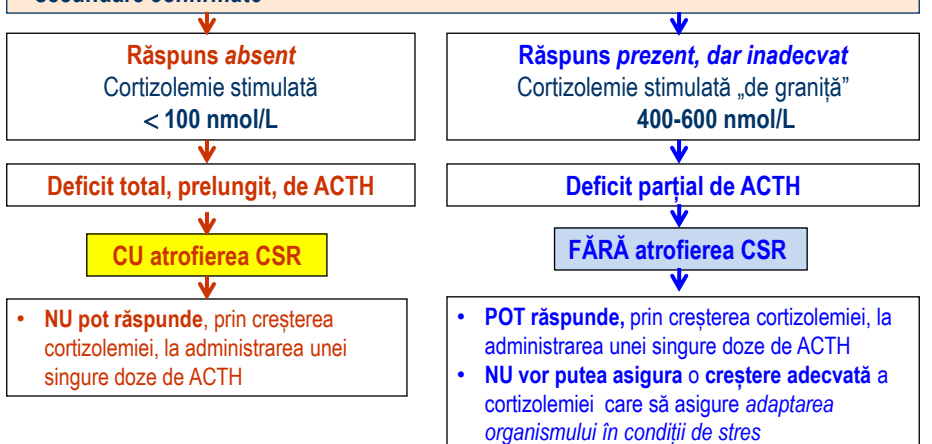 secundare confirmate
Răspuns absent
Cortizolemie stimulată
< 100 nmol/L
Deficit total, prelungit, de ACTH
CU atrofierea CSR
• NU pot răspunde, prin creșterea
cortizolemiei, la administrarea unei
singure doze de ACTH
Răspuns prezent, dar inadecvat
Cortizolemie stimulată „de graniță”
400-600 nmol/L
Deficit parțial de ACTH
FĂRĂ atrofierea CSR
• POT răspunde, prin creșterea cortizolemiei, la
administrarea unei singure doze de ACTH
• NU vor putea asigura o creștere adecvată a
cortizolemiei care să asigure adaptarea
organismului în condiții de stres